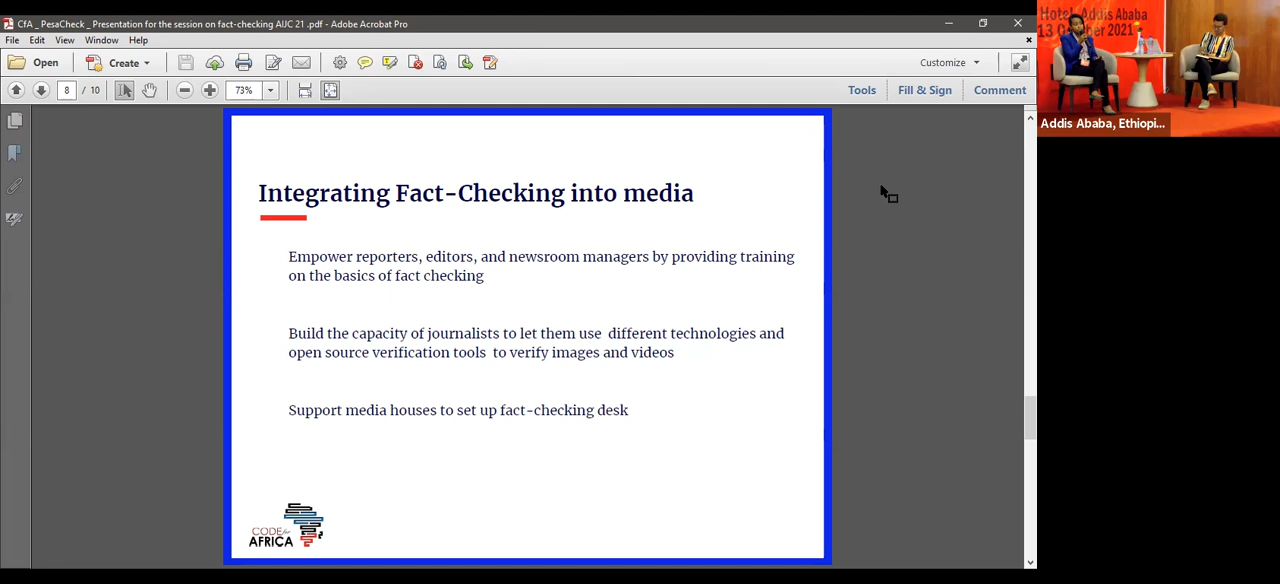 CfA _ PesaCheck _ Presentation for the session on fact-checking AIJC 21 .pdf - Adobe Acrobat Pro
File Edit View Window Help
Open Create Customize
8 / 10 73% Tools Fill & Sign Comment
Hotel, Addis Ababa
2021
Addis Ababa, Ethiopi...
Integrating Fact-Checking into media
Empower reporters, editors, and newsroom managers by providing training
on the basics of fact checking
Build the capacity of journalists to let them use different technologies and
open source verification tools to verify images and videos
Support media houses to set up fact-checking desk
CODE for
AFRICA